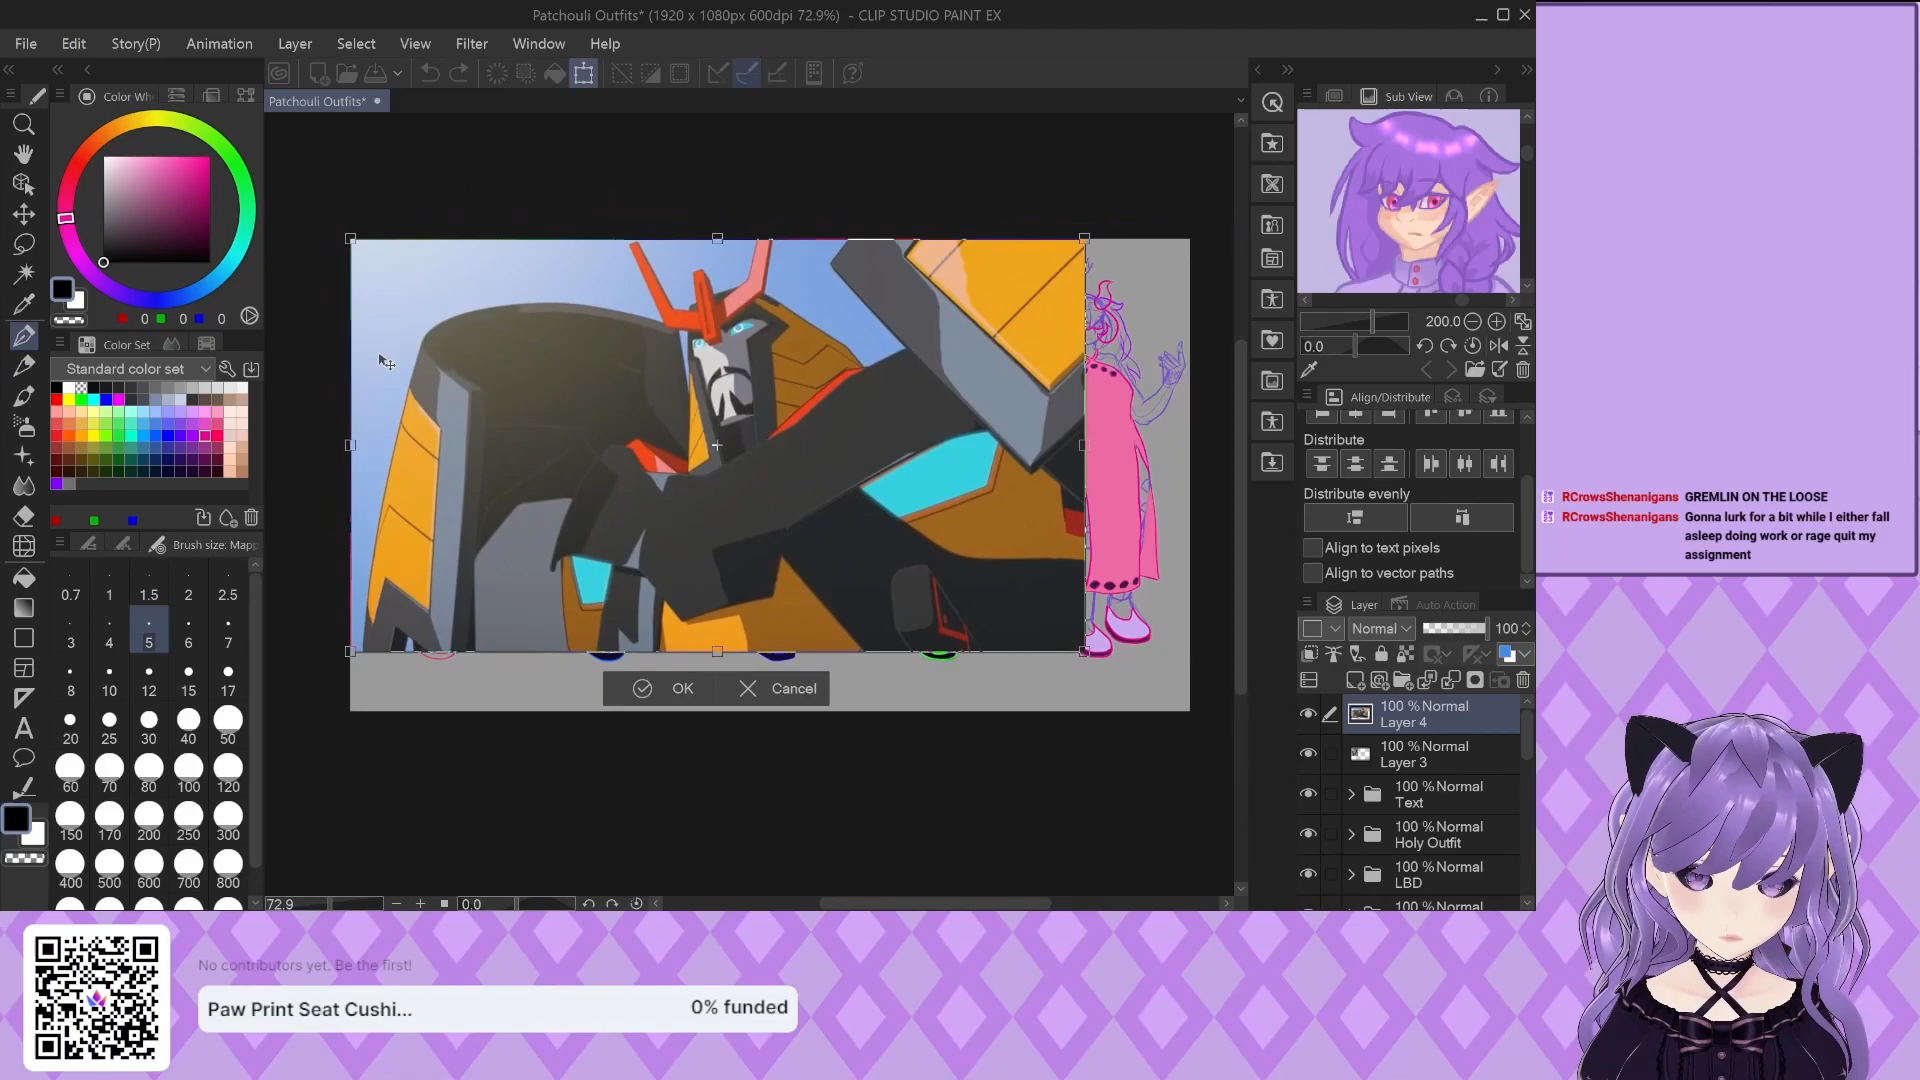 Patchouli Outfits* (1920 x 1080px 600dpi 72.9%) - CLIP STUDIO PAINT EX
File Edit Story(P) Animation Layer Select View Filter Window Help
Color Wh
Patchouli Outfits*
Sub View
0 0 0
Color Set
Standard color set
200.0
0.0
Align/Distribute
Distribute
Distribute evenly
Align to text pixels
Align to vector paths
Brush size: Mapp
0.7 1 1.5 2 2.5
3 4 5 6 7
8 10 12 15 17
20 25 30 40 50
60 70 80 100 120
150 170 200 250 300
400 500 600 700 800
OK Cancel
Layer Auto Action
Normal 100
100 % Normal
Layer 4
100 % Normal
Layer 3
100 % Normal
Text
100 % Normal
Holy Outfit
100 % Normal
LBD
100 % Normal
72.9 0.0
RCrowsShenanigans GREMLIN ON THE LOOSE
RCrowsShenanigans Gonna lurk for a bit while I either fall
asleep doing work or rage quit my
assignment
No contributors yet. Be the first!
Paw Print Seat Cushi... 0% funded